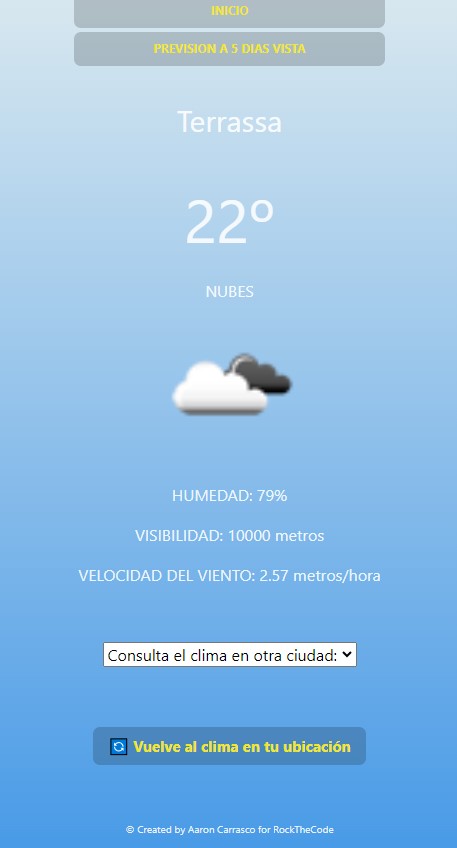 INICIO
PREVISION A 5 DIAS VISTA
Terrassa
22º
NUBES
HUMEDAD: 79%
VISIBILIDAD: 10000 metros
VELOCIDAD DEL VIENTO: 2.57 metros/hora
Consulta el clima en otra ciudad:
Vuelve al clima en tu ubicación
© Created by Aaron Carrasco for RockTheCode